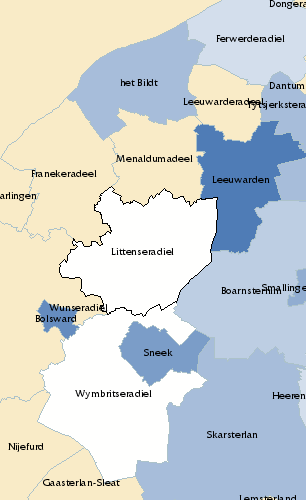 Dongera
Ferwerderadiel
het Bildt
Dantum
Leeuwarderadeel
Tytsjerkstera
Menaldumadeel
Franekeradeel
Leeuwarden
arlingen
Littenseradiel
Boarnsterhim
Smallinge
Wunseradiel
Bolsward
Sneek
Wymbritseradiel
Heeren
Skarsterlan
Nijefurd
Gaasterlan-Sleat
Lemsterland